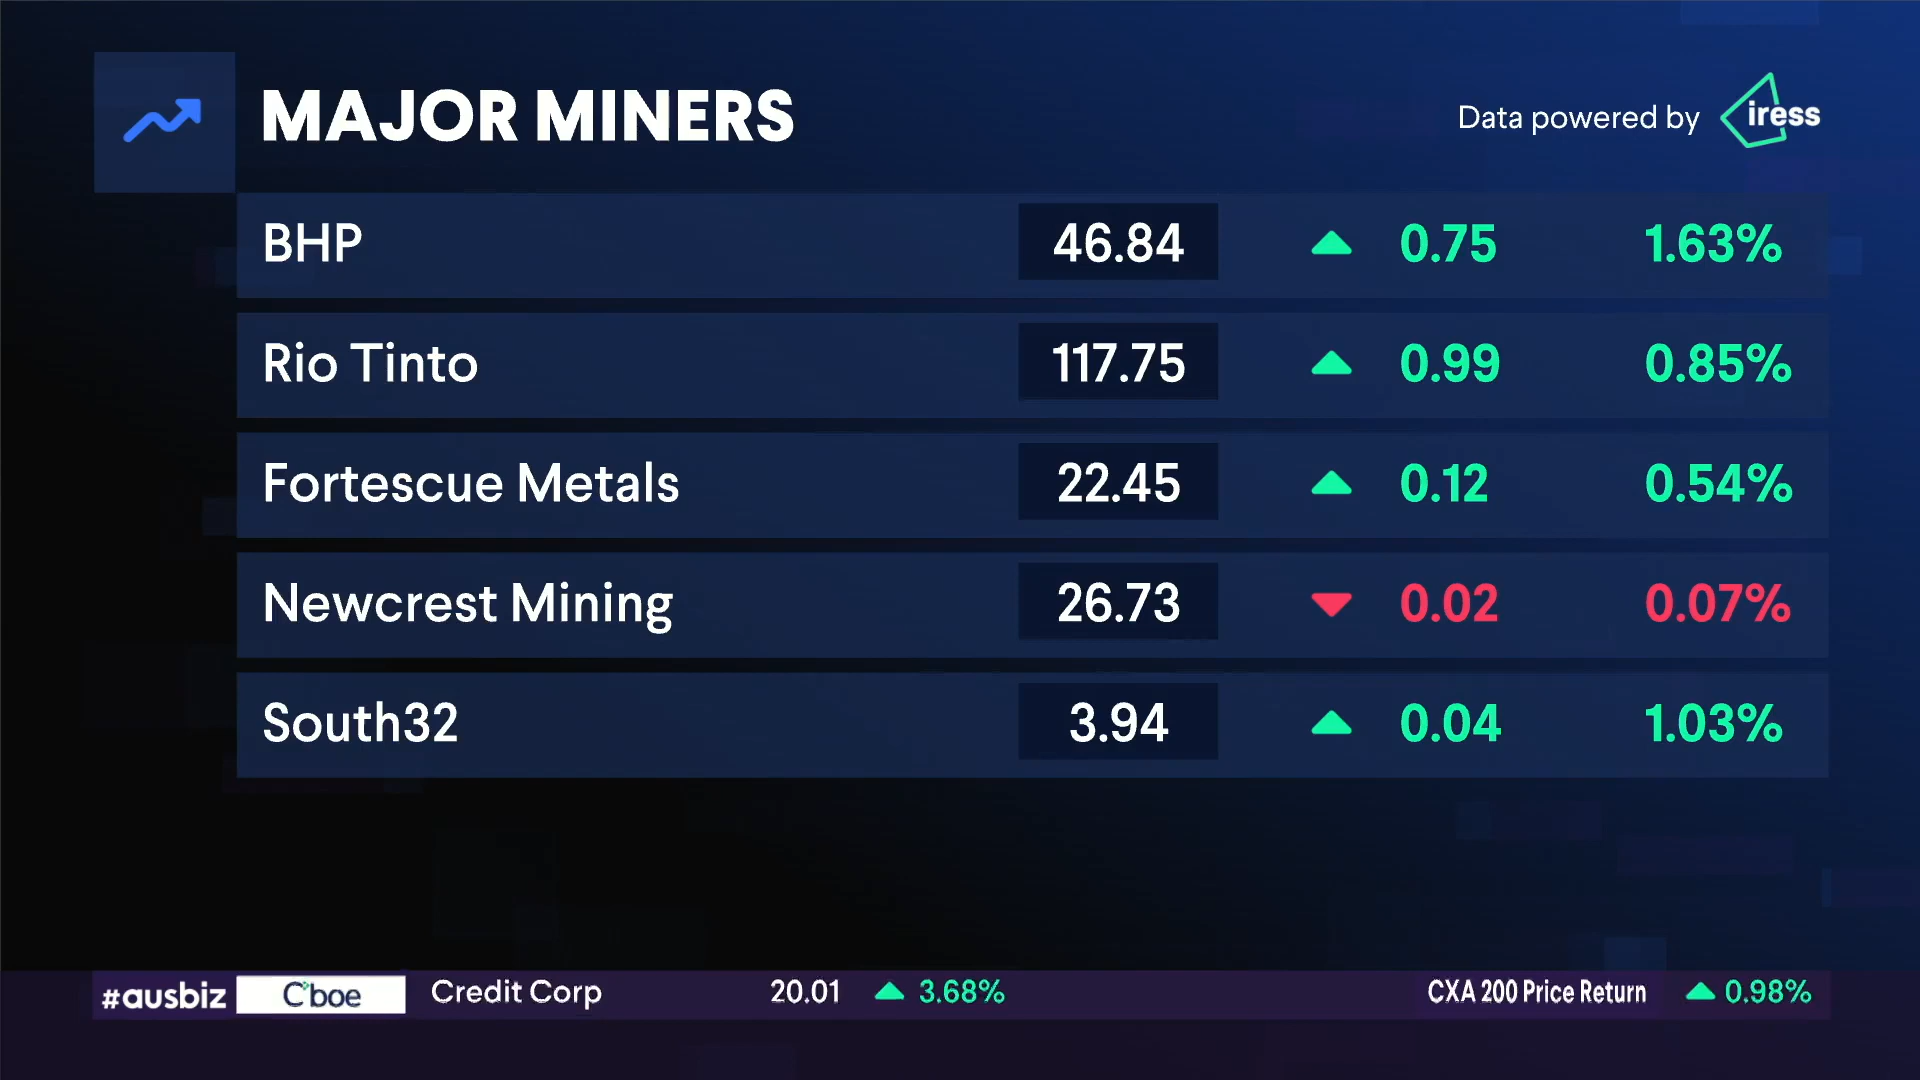 MAJOR MINERS
Data powered by iress
BHP 46.84 ▲ 0.75 1.63%
Rio Tinto 117.75 ▲ 0.99 0.85%
Fortescue Metals 22.45 ▲ 0.12 0.54%
Newcrest Mining 26.73 ▼ 0.02 0.07%
South32 3.94 ▲ 0.04 1.03%
#ausbiz Cboe Credit Corp 20.01 ▲ 3.68% CXA 200 Price Return ▲ 0.98%